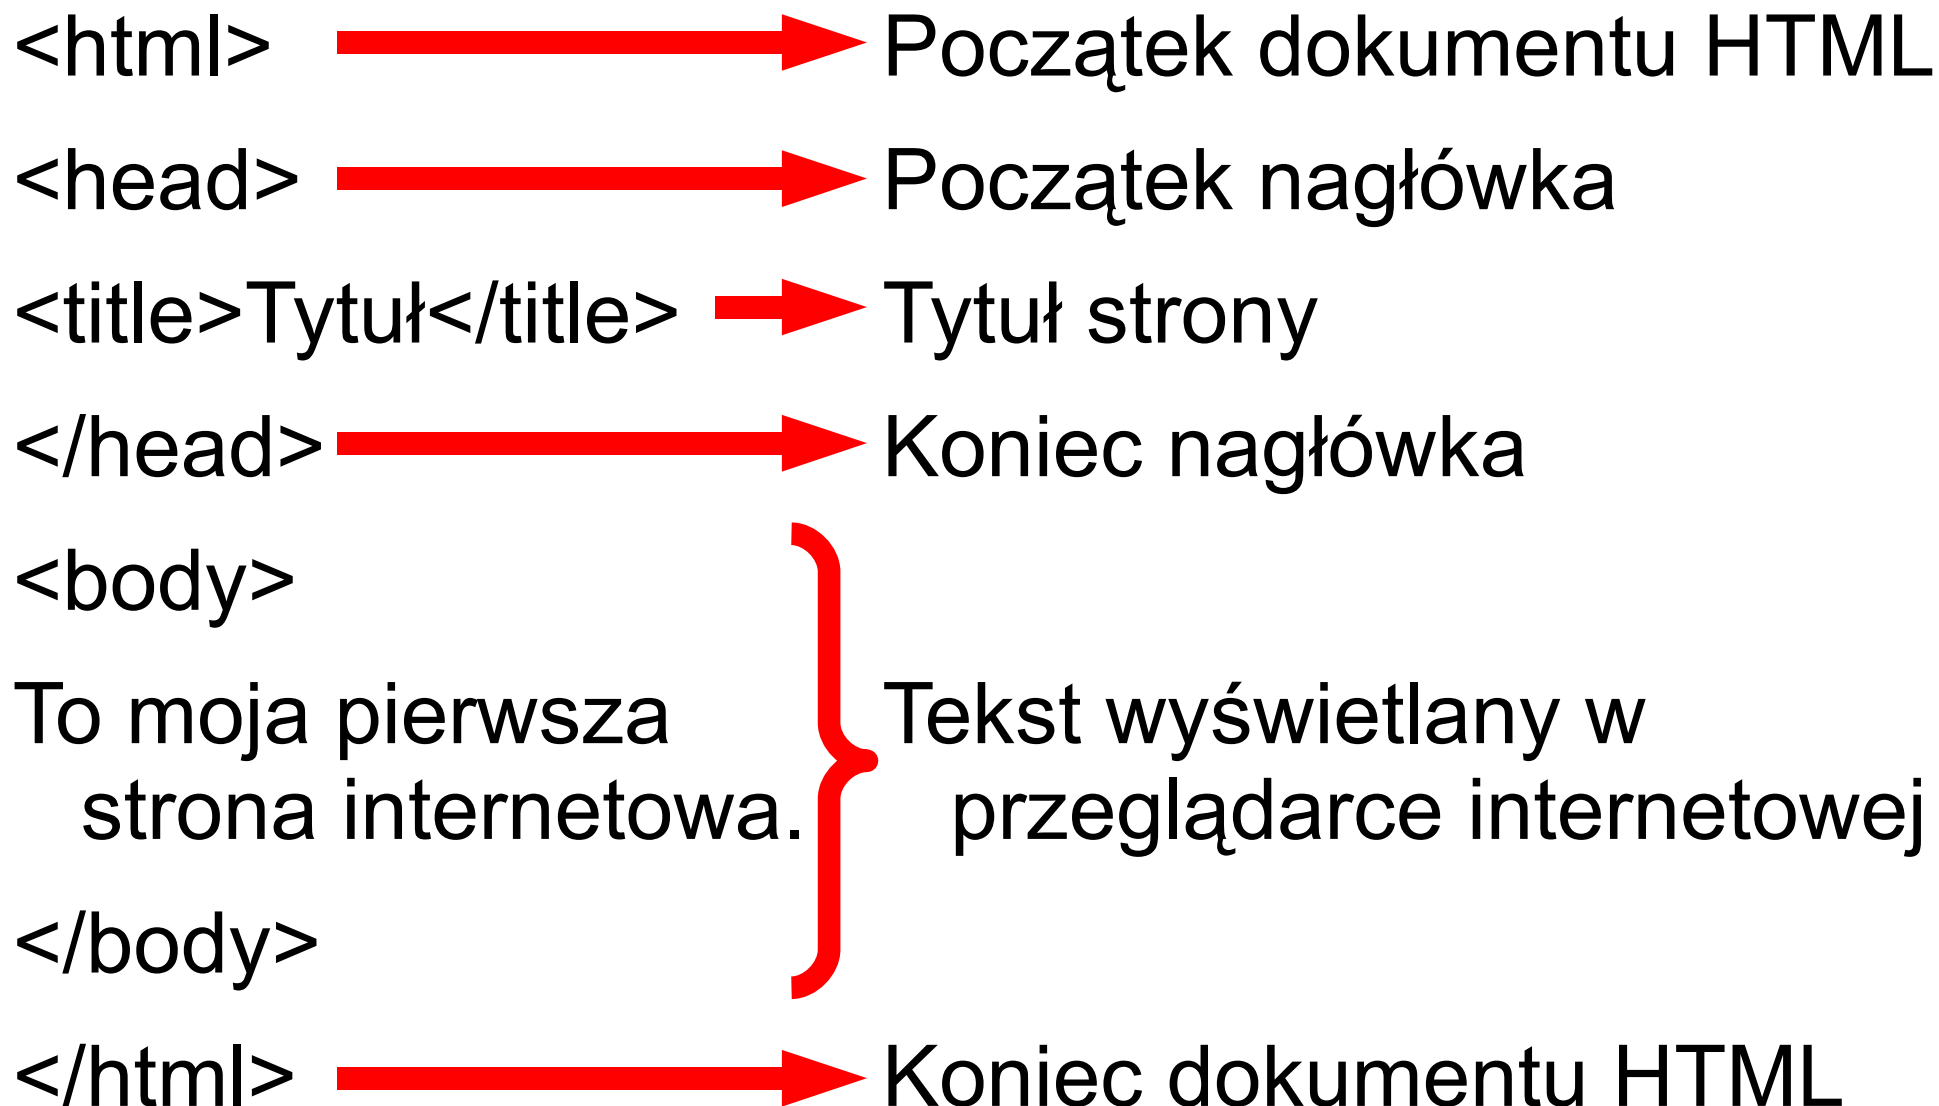 <html> Początek dokumentu HTML
<head> Początek nagłówka
<title>Tytuł</title> Tytuł strony
</head> Koniec nagłówka
<body>
To moja pierwsza
strona internetowa.
Tekst wyświetlany w
przeglądarce internetowej
</body>
</html> Koniec dokumentu HTML